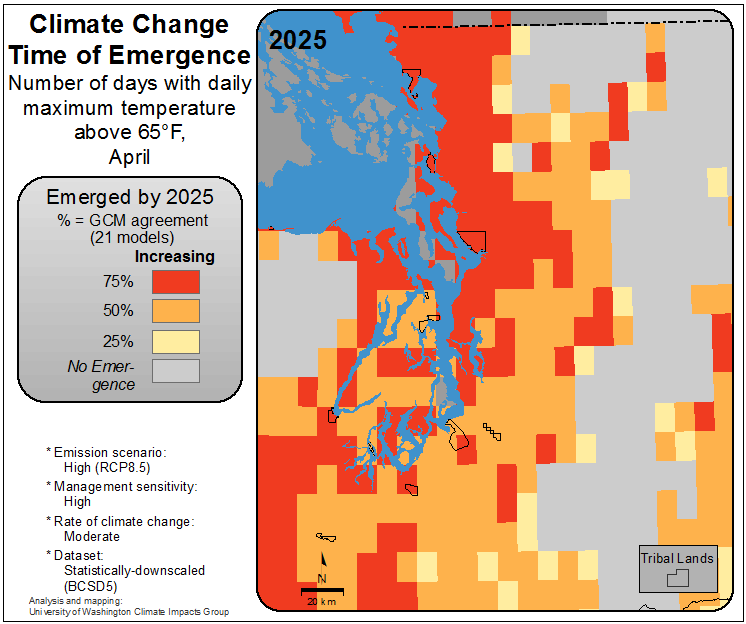 Climate Change
Time of Emergence
Number of days with daily
maximum temperature
above 65°F,
April
Emerged by 2025
% = GCM agreement
(21 models)
Increasing
75%
50%
25%
No Emer-
gence
* Emission scenario:
High (RCP8.5)
* Management sensitivity:
High
* Rate of climate change:
Moderate
* Dataset:
Statistically-downscaled
(BCSD5)
Analysis and mapping:
University of Washington Climate Impacts Group
2025
N
20 km
Tribal Lands